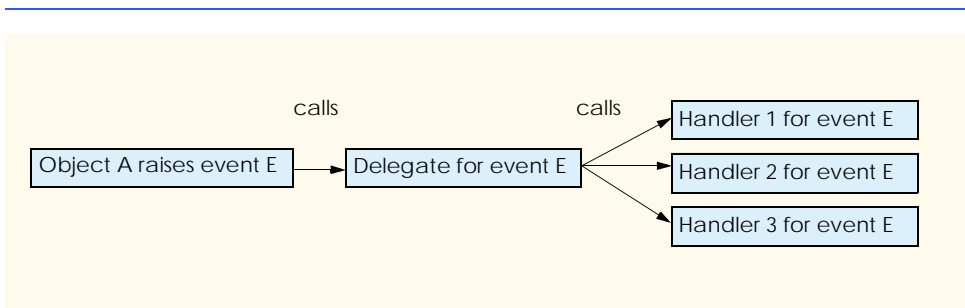 calls
calls
Handler 1 for event E
Object A raises event E
Delegate for event E
Handler 2 for event E
Handler 3 for event E